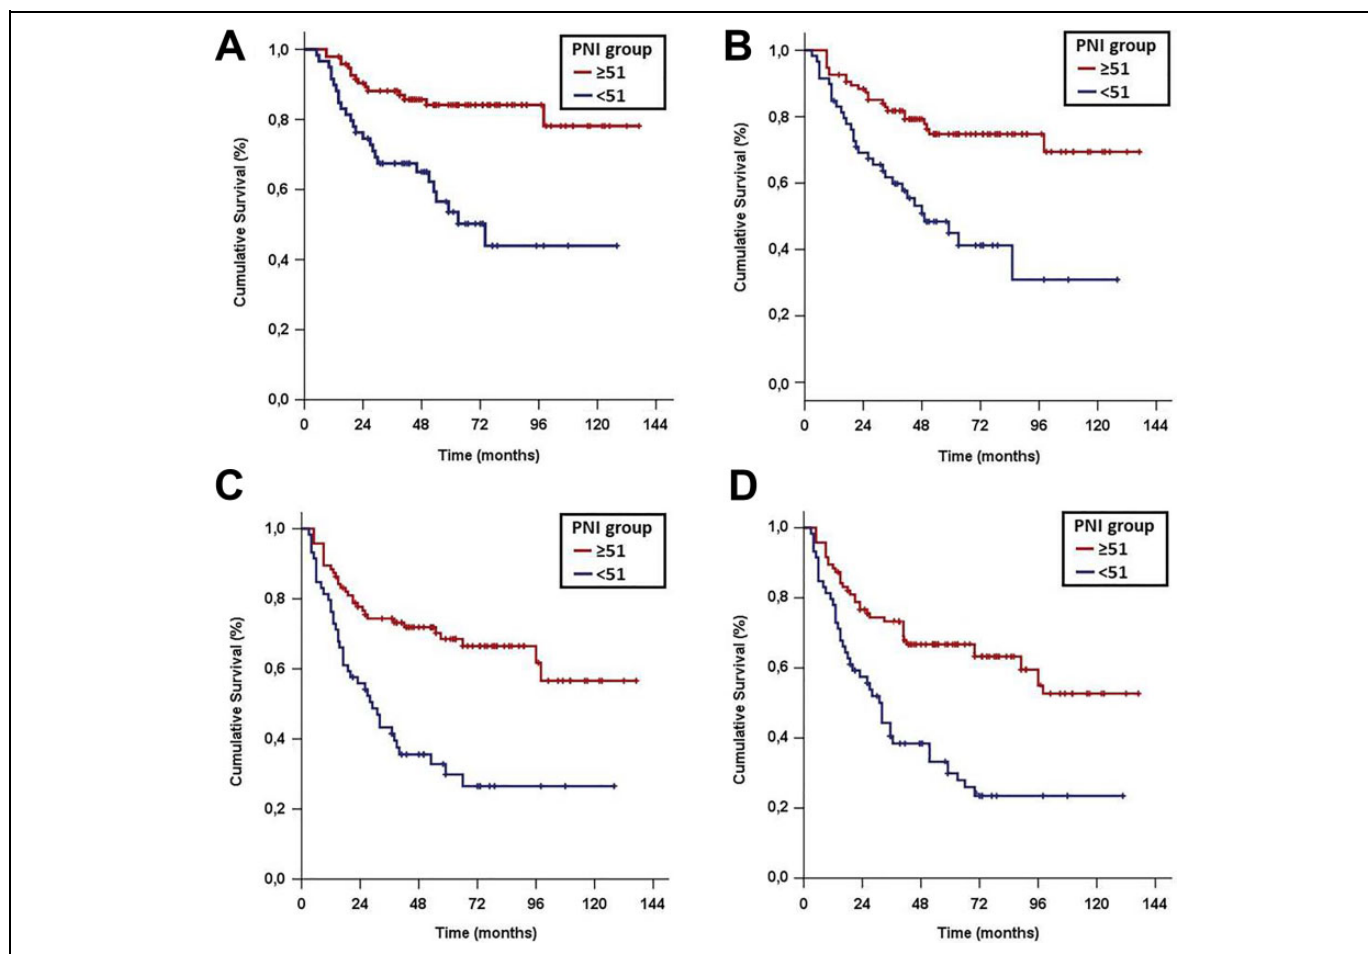 A
PNI group
≥51
<51
1,0
0,8
0,6
0,4
0,2
0,0
Cumulative Survival (%)
0 24 48 72 96 120 144
Time (months)
B
PNI group
≥51
<51
1,0
0,8
0,6
0,4
0,2
0,0
Cumulative Survival (%)
0 24 48 72 96 120 144
Time (months)
C
PNI group
≥51
<51
1,0
0,8
0,6
0,4
0,2
0,0
Cumulative Survival (%)
0 24 48 72 96 120 144
Time (months)
D
PNI group
≥51
<51
1,0
0,8
0,6
0,4
0,2
0,0
Cumulative Survival (%)
0 24 48 72 96 120 144
Time (months)